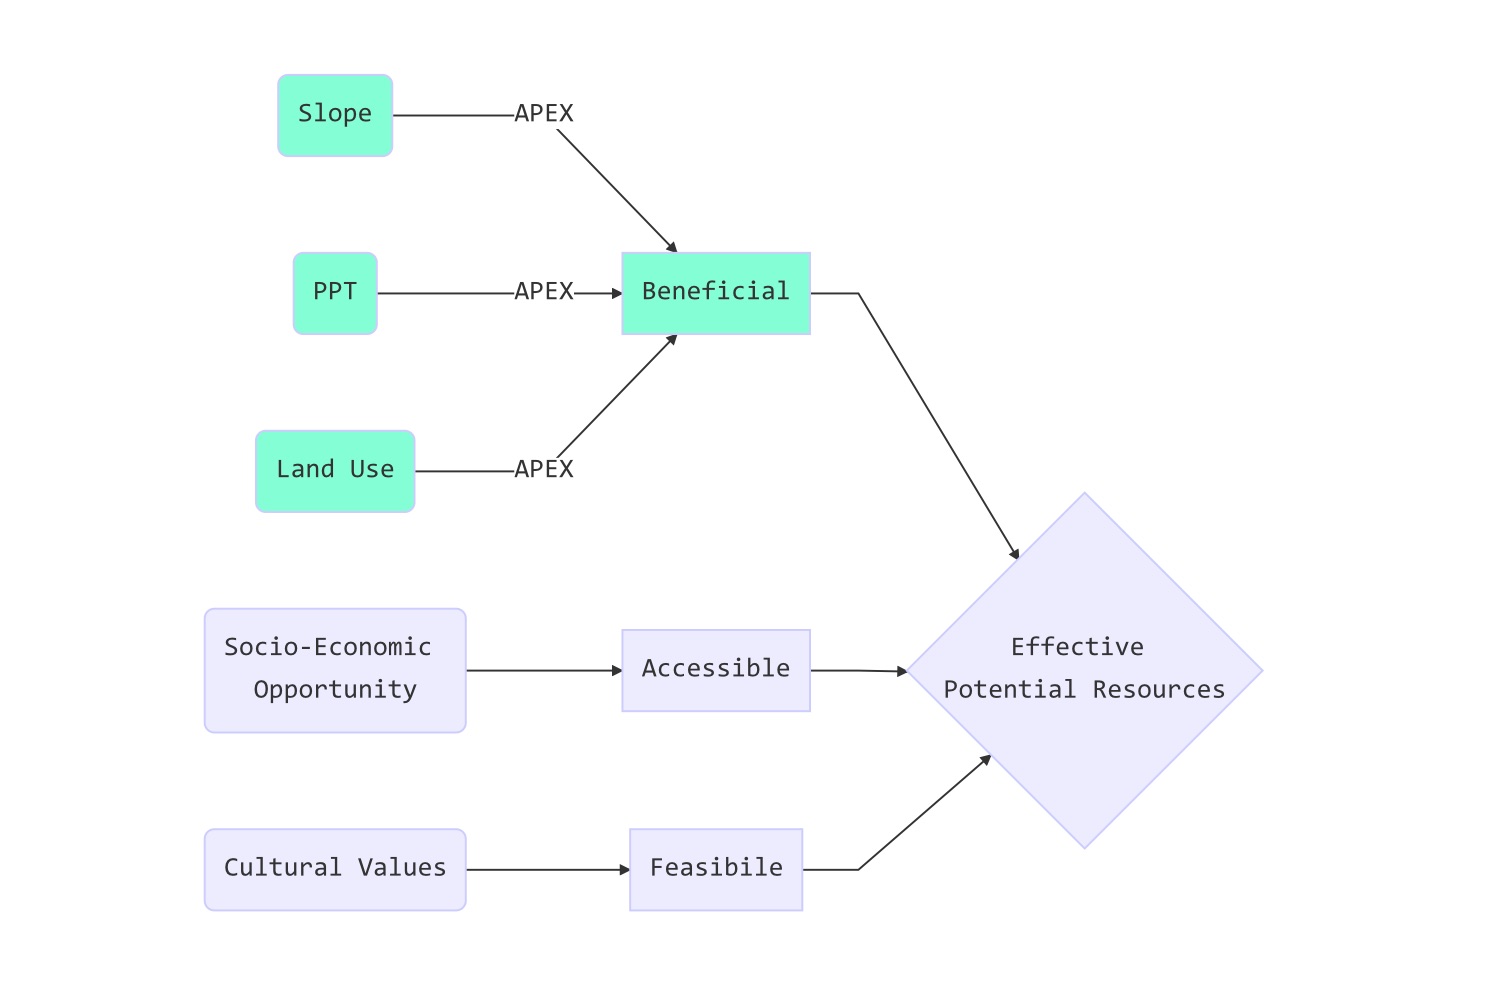 Slope
APEX
PPT
APEX
Beneficial
Land Use
APEX
Socio-Economic
Opportunity
Accessible
Effective
Potential Resources
Cultural Values
Feasibile